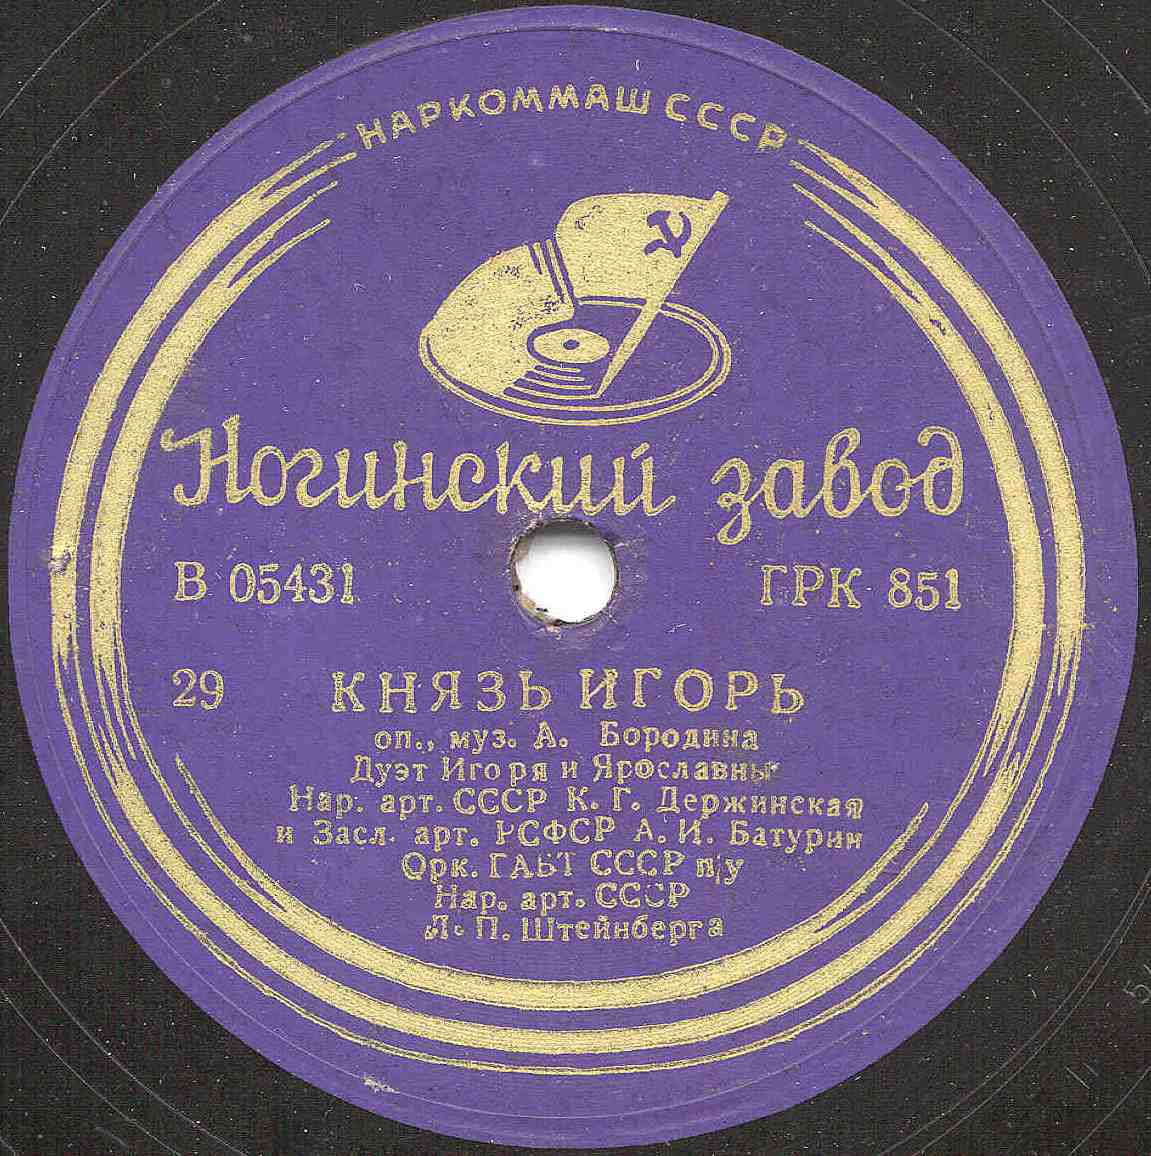 НАРКОММАШ СССР
Ногинский завод
В 05431 ГРК 851
29 КНЯЗЬ ИГОРЬ
оп., муз. А. Бородина
Дуэт Игоря и Ярославны
Нар. арт. СССР К. Г. Держинская
и Засл. арт. РСФСР А. И. Батурин
Орк. ГАБТ СССР п/у
Нар. арт. СССР
Л. П. Штейнберга